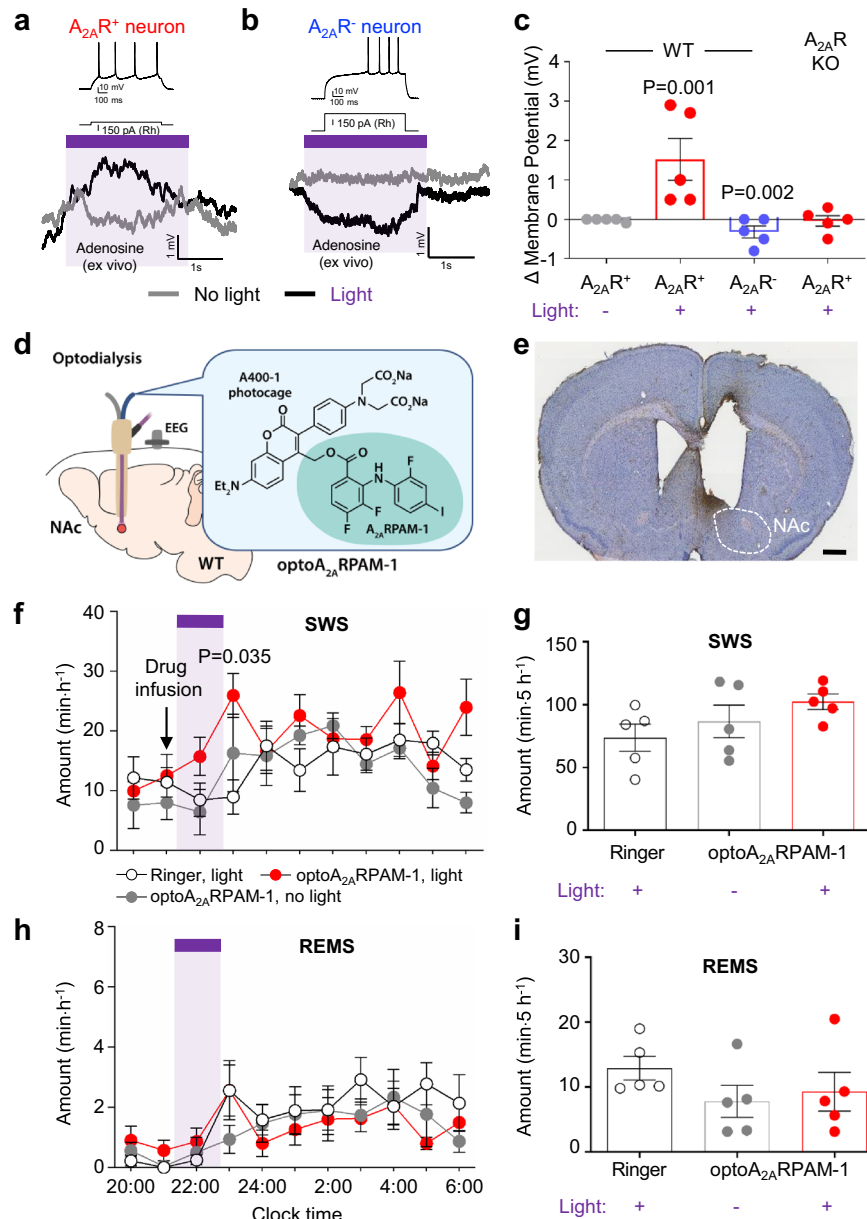 a
A2AR+ neuron
10 mV
100 ms
150 pA (Rh)
Adenosine
(ex vivo)
1 mV
1s
b
A2AR- neuron
10 mV
100 ms
150 pA (Rh)
Adenosine
(ex vivo)
1 mV
1s
No light
Light
c
WT
A2AR
KO
Δ Membrane Potential (mV)
4
3
2
1
0
-1
P=0.001
P=0.002
A2AR+ A2AR+ A2AR- A2AR+
Light: - + + +
d
Optodialysis
EEG
NAc
WT
A400-1
photocage
CO2Na
N
CO2Na
O
O
NEt2
O
O
F
NH
I
F
F
A2ARPAM-1
optoA2ARPAM-1
e
NAc
f
SWS
Amount (min·h-1)
40
30
20
10
0
Drug
infusion
P=0.035
Ringer, light
optoA2ARPAM-1, light
optoA2ARPAM-1, no light
g
SWS
Amount (min·5 h-1)
150
100
50
0
Ringer optoA2ARPAM-1
Light: + - +
h
REMS
Amount (min·h-1)
8
6
4
2
0
20:00 22:00 24:00 2:00 4:00 6:00
Clock time
i
REMS
Amount (min·5 h-1)
30
20
10
0
Ringer optoA2ARPAM-1
Light: + - +